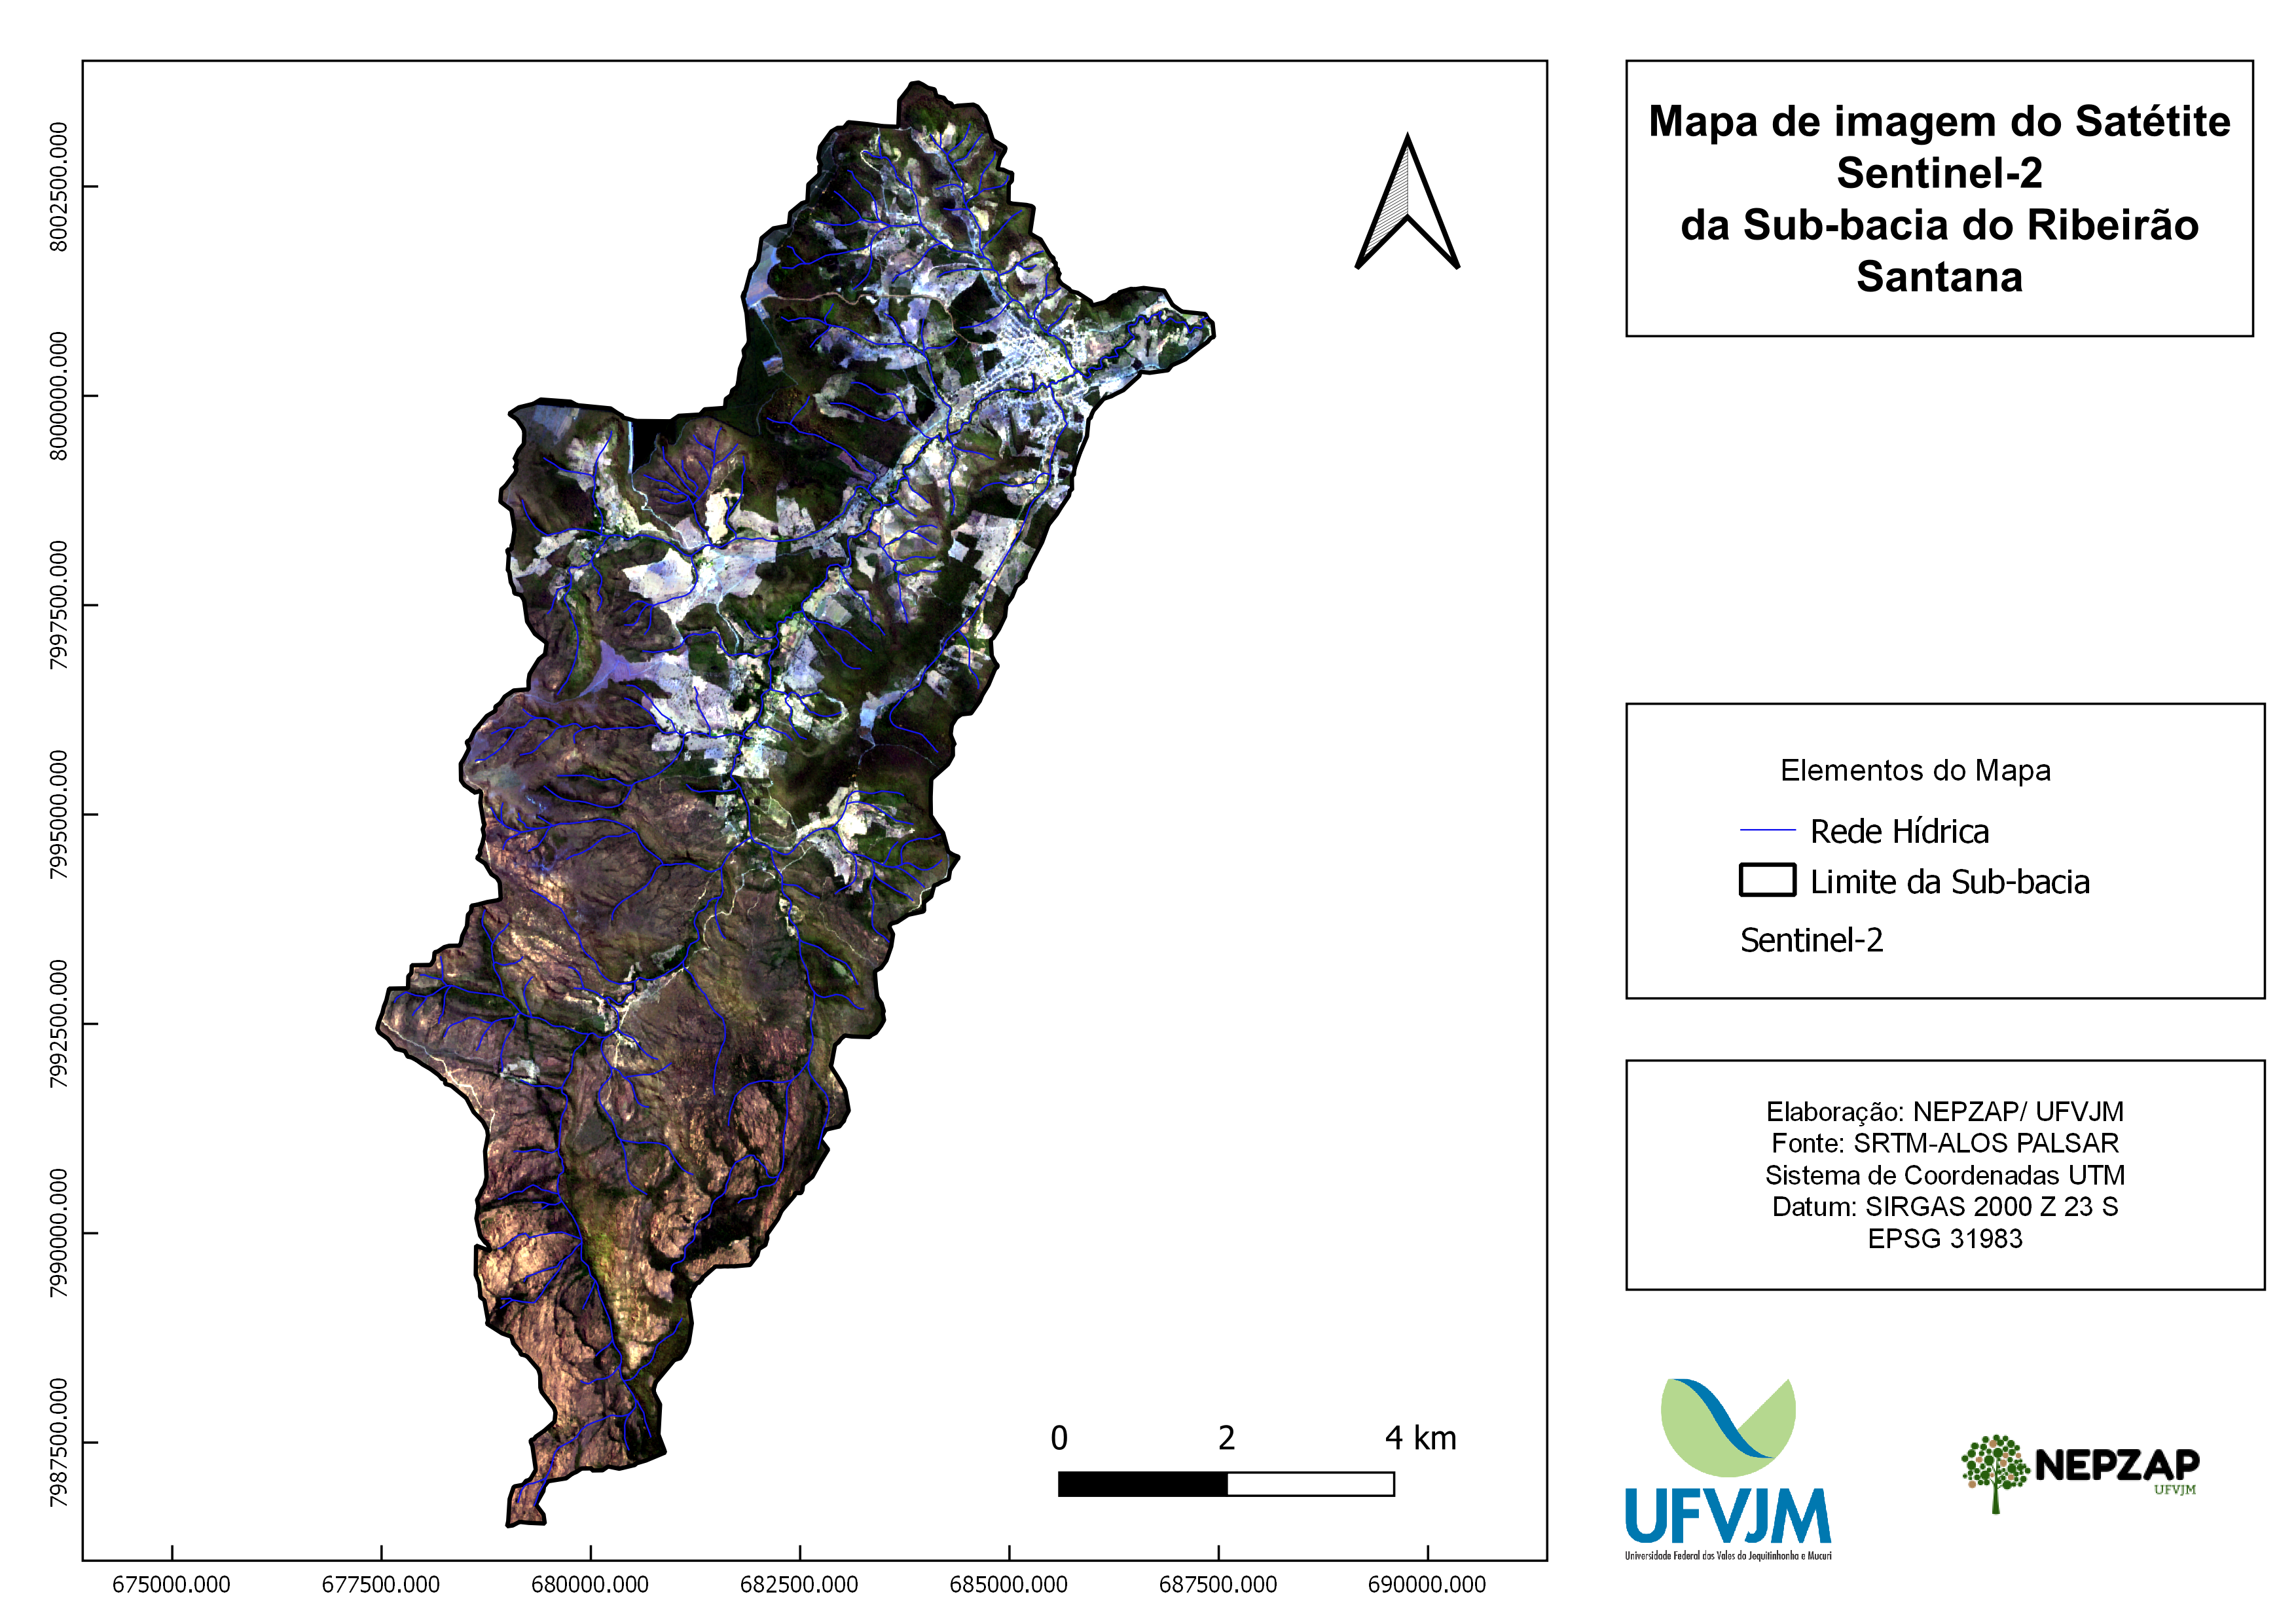 Mapa de imagem do Satétite
Sentinel-2
da Sub-bacia do Ribeirão
Santana
8002500.000
8000000.000
7997500.000
7995000.000
7992500.000
7990000.000
7987500.000
675000.000
677500.000
680000.000
682500.000
685000.000
687500.000
690000.000
0
2
4 km
Elementos do Mapa
Rede Hídrica
Limite da Sub-bacia
Sentinel-2
Elaboração: NEPZAP/ UFVJM
Fonte: SRTM-ALOS PALSAR
Sistema de Coordenadas UTM
Datum: SIRGAS 2000 Z 23 S
EPSG 31983
UFVJM
Universidade Federal dos Vales do Jequitinhonha e Mucuri
NEPZAP
UFVJM